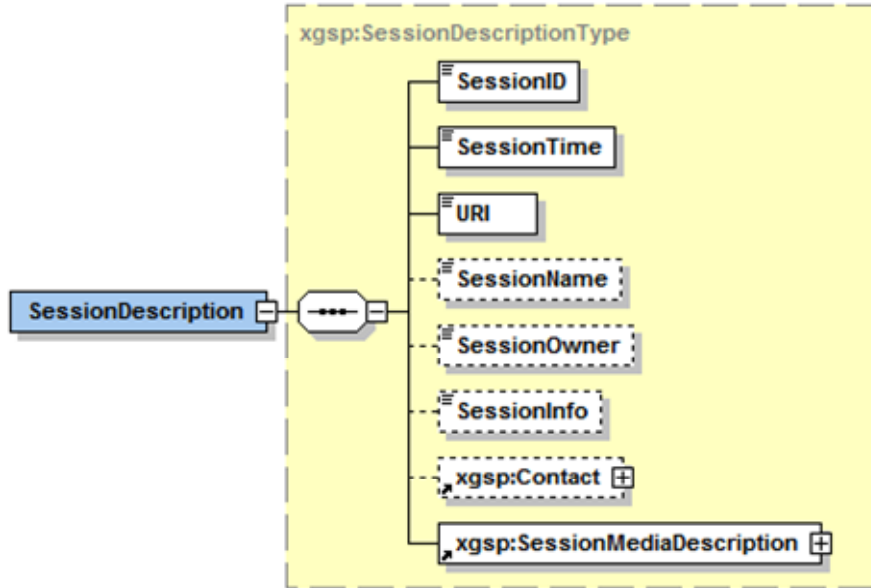 xgsp:SessionDescriptionType
SessionID
SessionTime
URI
SessionName
SessionDescription
SessionOwner
SessionInfo
xgsp:Contact
xgsp:SessionMediaDescription